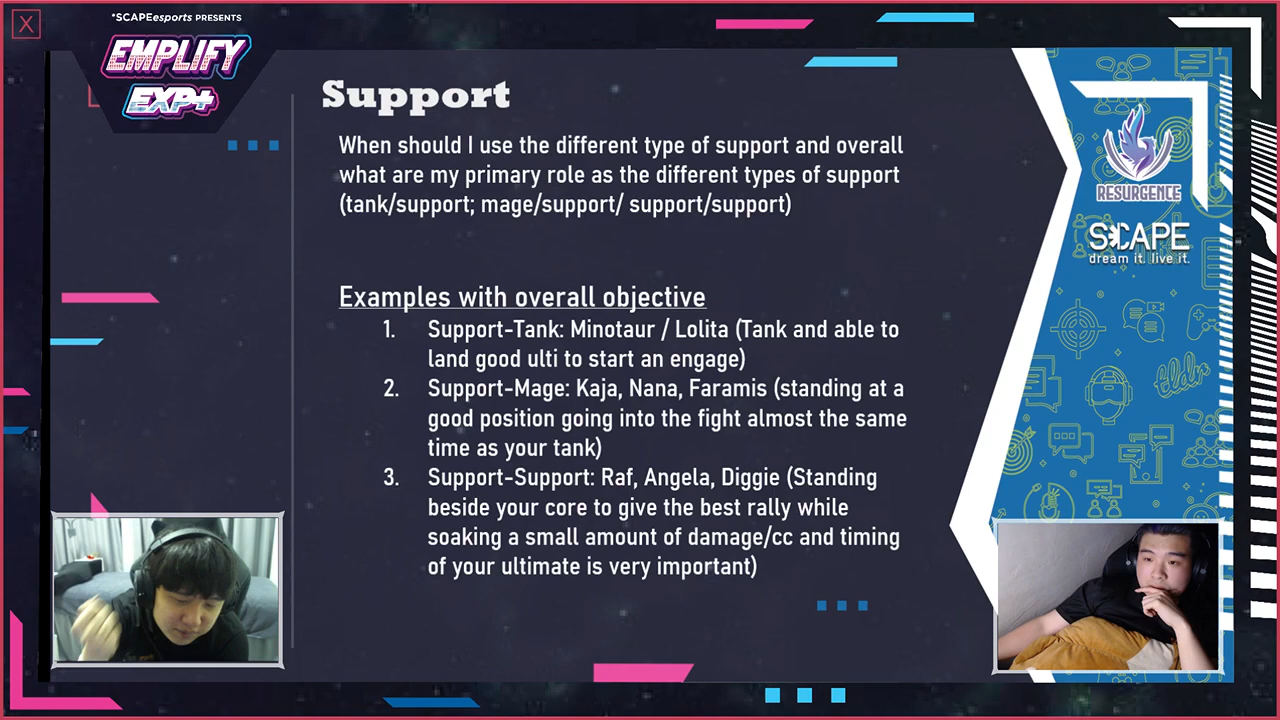 *SCAPEesports PRESENTS
EMPLIFY
EXP+
Support
When should I use the different type of support and overall
what are my primary role as the different types of support
(tank/support; mage/support/ support/support)
Examples with overall objective
1. Support-Tank: Minotaur / Lolita (Tank and able to
land good ulti to start an engage)
2. Support-Mage: Kaja, Nana, Faramis (standing at a
good position going into the fight almost the same
time as your tank)
3. Support-Support: Raf, Angela, Diggie (Standing
beside your core to give the best rally while
soaking a small amount of damage/cc and timing
of your ultimate is very important)
RESURGENCE
S*CAPE
dream it. live it.